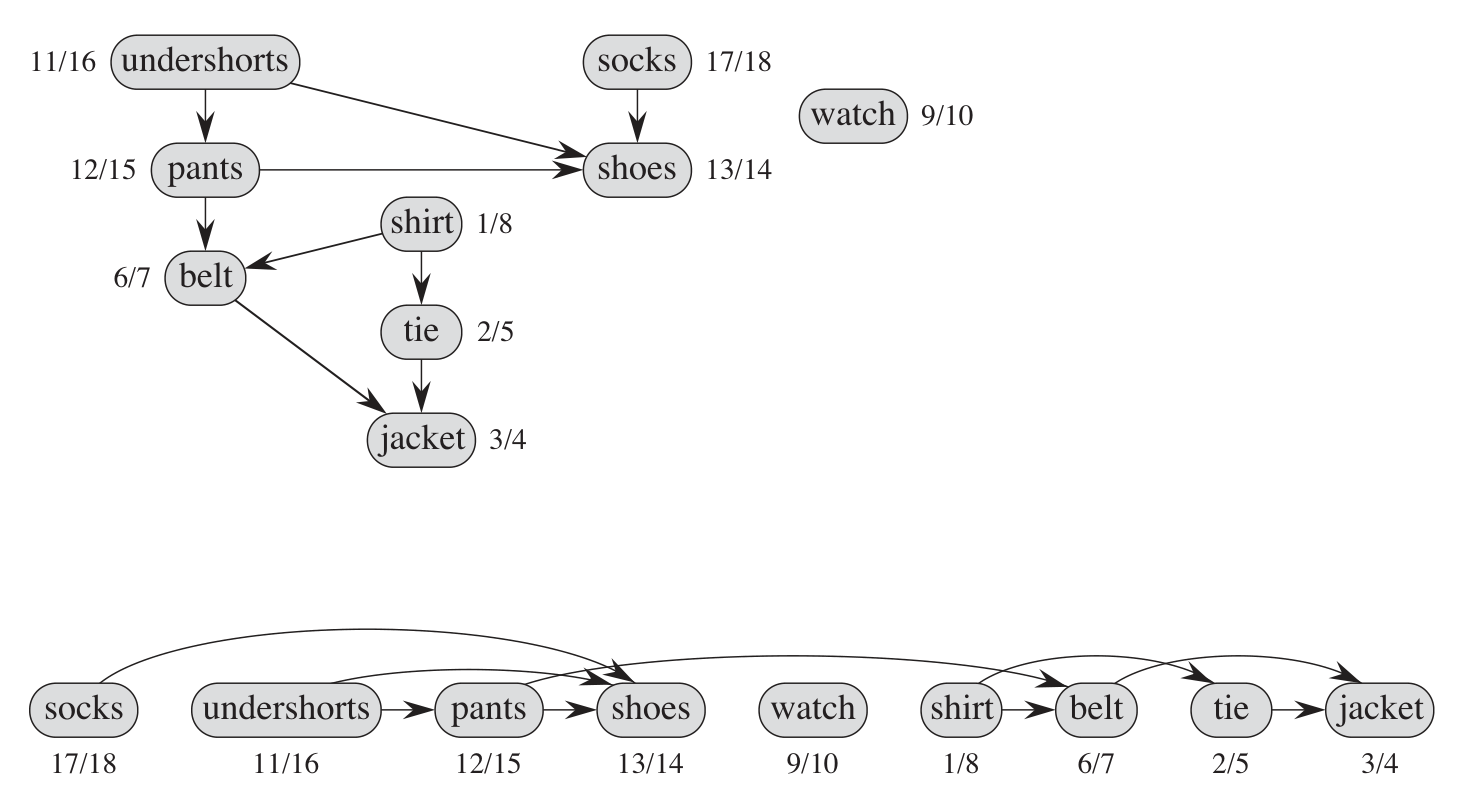 11/16 undershorts socks 17/18
watch 9/10
12/15 pants shoes 13/14
shirt 1/8
6/7 belt
tie 2/5
jacket 3/4
socks undershorts pants shoes watch shirt belt tie jacket
17/18 11/16 12/15 13/14 9/10 1/8 6/7 2/5 3/4